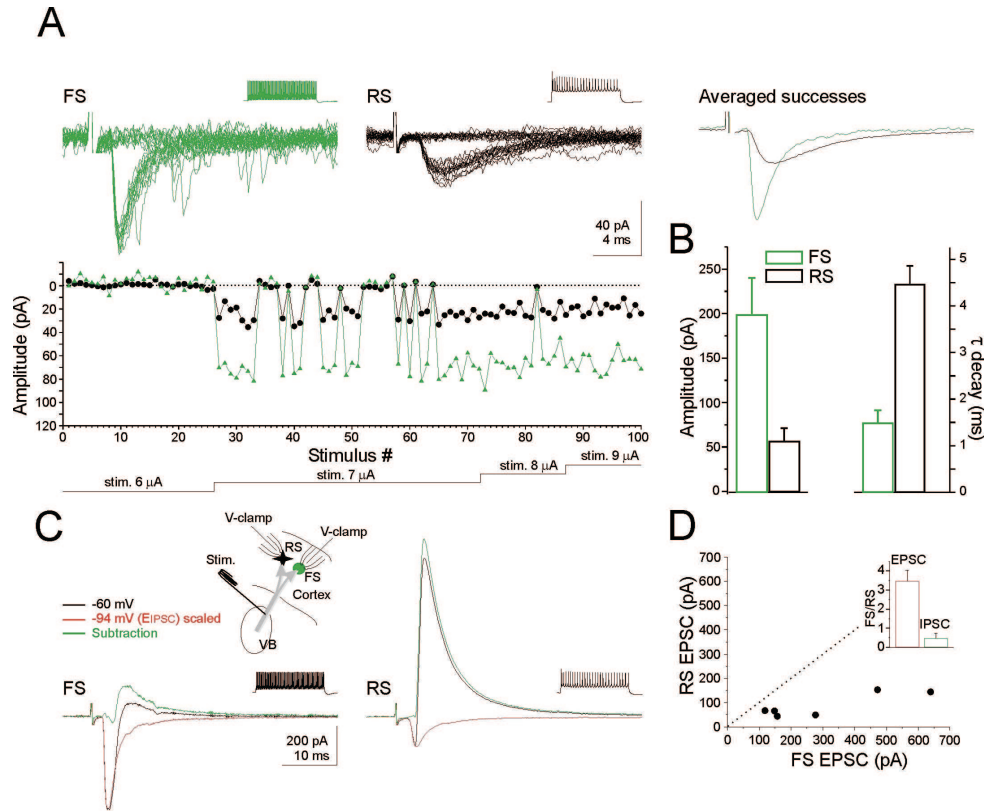 A
FS
RS
Averaged successes
40 pA
4 ms
Amplitude (pA)
0
20
40
60
80
100
120
0 10 20 30 40 50 60 70 80 90 100
Stimulus #
stim. 6 μA
stim. 7 μA
stim. 8 μA
stim. 9 μA
B
FS
RS
Amplitude (pA)
250
200
150
100
50
0
5
4
3
2
1
0
τ decay (ms)
C
V-clamp
V-clamp
RS
Stim.
FS
Cortex
VB
-60 mV
-94 mV (EIPSC) scaled
Subtraction
FS
RS
200 pA
10 ms
D
RS EPSC (pA)
700
600
500
400
300
200
100
0
0 100 200 300 400 500 600 700
FS EPSC (pA)
FS/RS
4
3
2
1
0
EPSC
IPSC